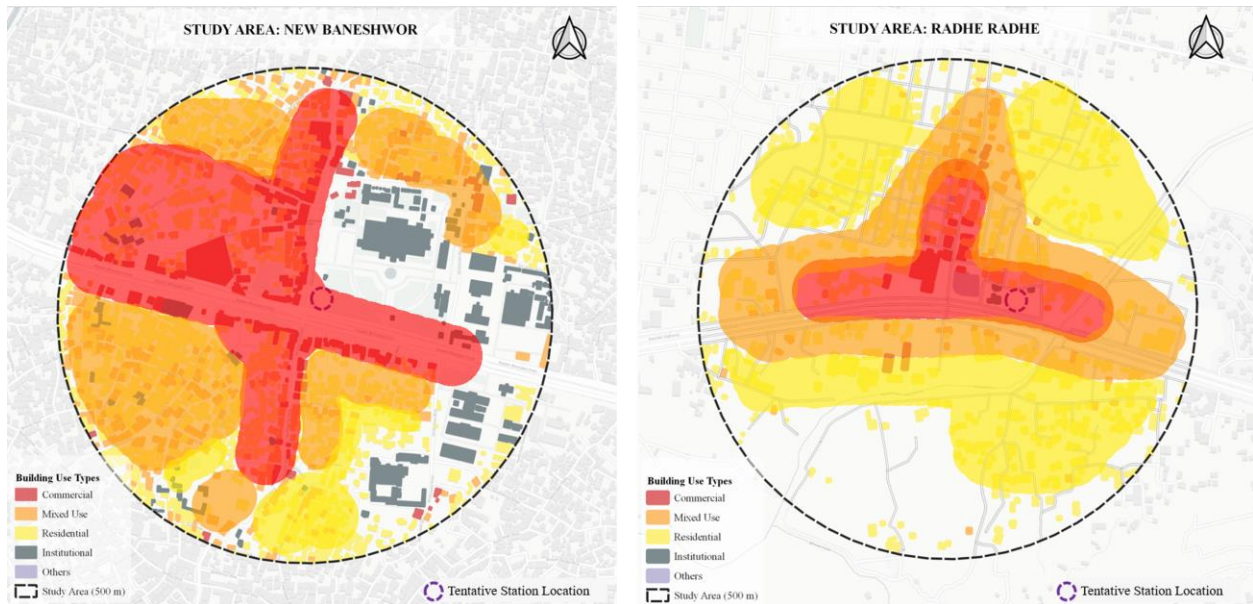 STUDY AREA: NEW BANESHWOR
Building Use Types
Commercial
Mixed Use
Residential
Institutional
Others
Study Area (500 m)
Tentative Station Location
STUDY AREA: RADHE RADHE
Building Use Types
Commercial
Mixed Use
Residential
Institutional
Others
Study Area (500 m)
Tentative Station Location